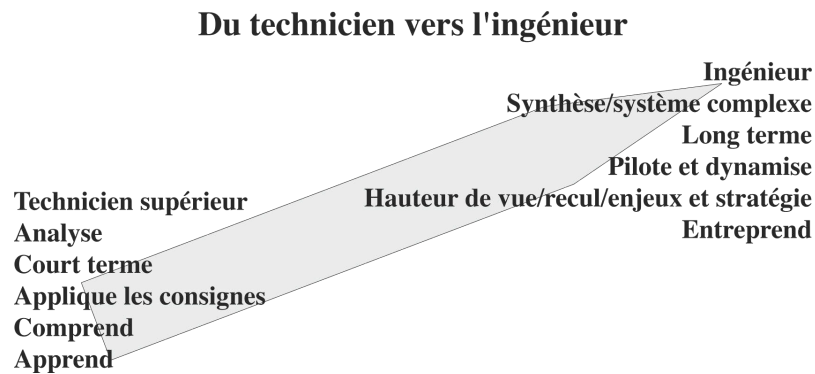 Du technicien vers l'ingénieur
Ingénieur
Synthèse/système complexe
Long terme
Pilote et dynamise
Hauteur de vue/recul/enjeux et stratégie
Entreprend
Technicien supérieur
Analyse
Court terme
Applique les consignes
Comprend
Apprend